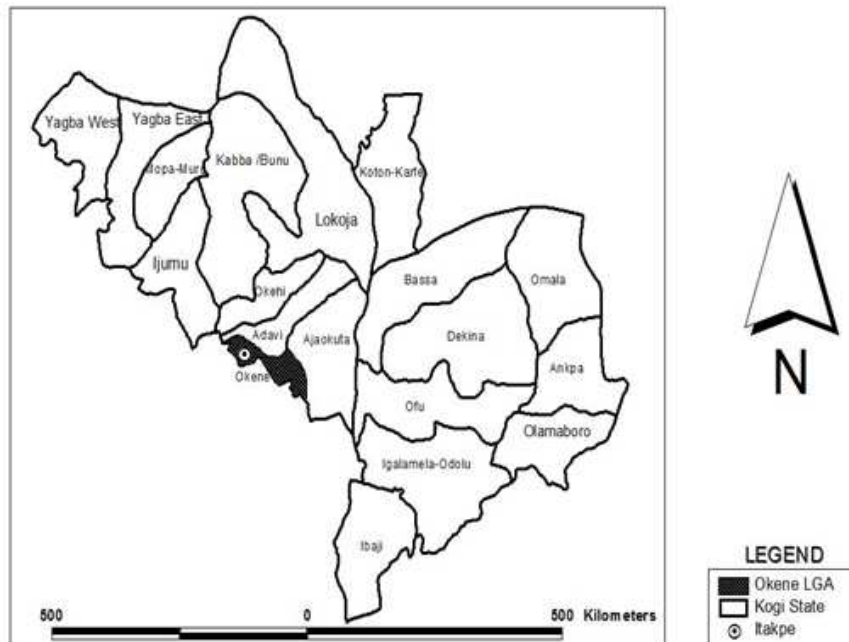 Yagba West
Yagba East
Mopa-Muro
Kabba /Bunu
Koton-Karfe
Lokoja
Ijumu
Okehi
Bassa
Omala
Adavi
Ajaokuta
Dekina
Okene
Ankpa
Ofu
Olamaboro
Igalamela-Odolu
Ibaji
N
500 0 500 Kilometers
LEGEND
Okene LGA
Kogi State
Itakpe